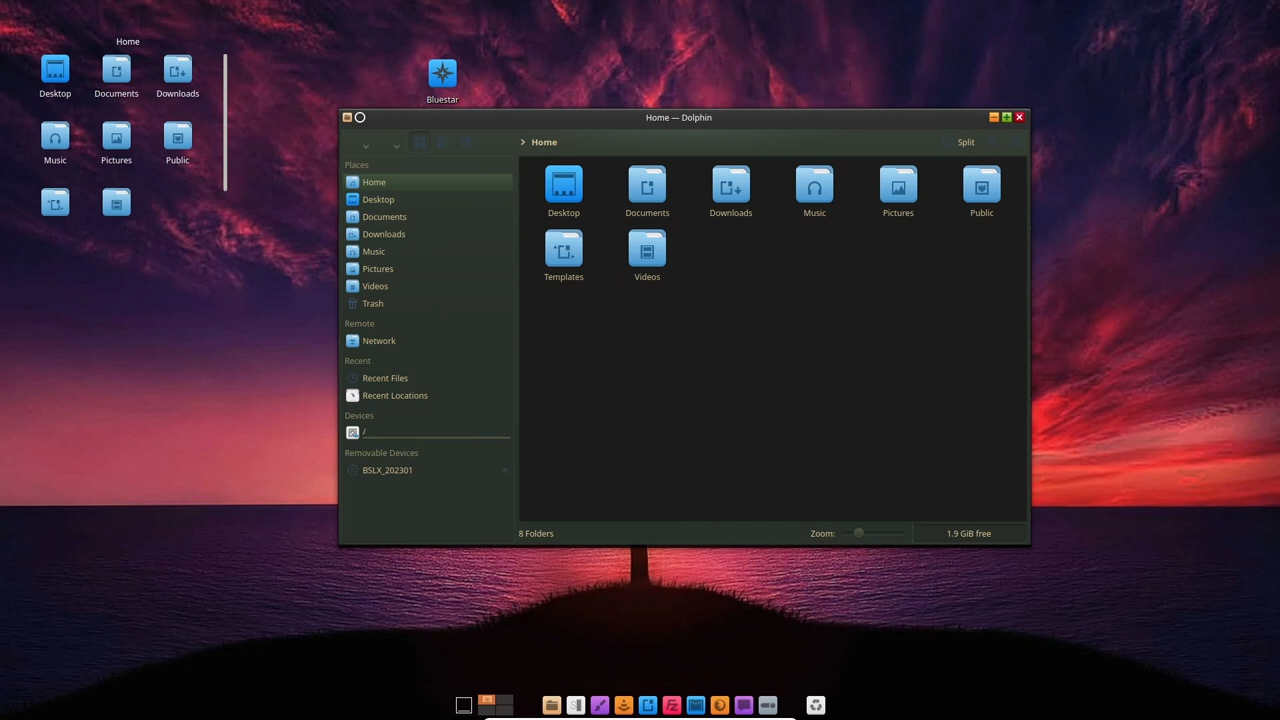 Home
Desktop Documents Downloads
Music Pictures Public
Bluestar
Home — Dolphin
Home
Split
Places
Home
Desktop
Documents
Downloads
Music
Pictures
Videos
Trash
Remote
Network
Recent
Recent Files
Recent Locations
Devices
/
Removable Devices
BSLX_202301
Desktop Documents Downloads Music Pictures Public
Templates Videos
8 Folders
Zoom:
1.9 GiB free